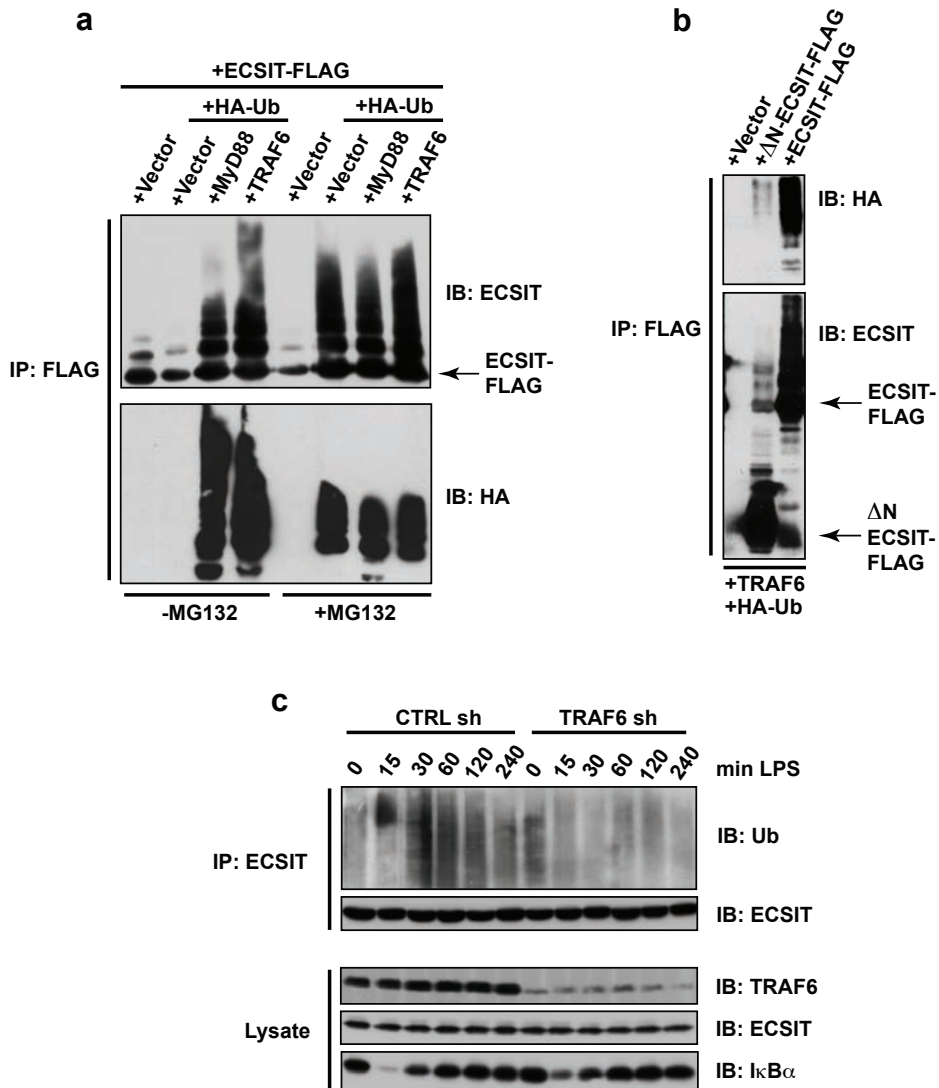 a
+ECSIT-FLAG
+HA-Ub
+HA-Ub
+Vector
+Vector
+MyD88
+TRAF6
+Vector
+Vector
+MyD88
+TRAF6
IP: FLAG
IB: ECSIT
ECSIT-
FLAG
IB: HA
-MG132
+MG132
b
+Vector
+ΔN-ECSIT-FLAG
+ECSIT-FLAG
IP: FLAG
IB: HA
IB: ECSIT
ECSIT-
FLAG
ΔN
ECSIT-
FLAG
+TRAF6
+HA-Ub
c
CTRL sh
TRAF6 sh
0 15 30 60 120 240 0 15 30 60 120 240 min LPS
IP: ECSIT
IB: Ub
IB: ECSIT
Lysate
IB: TRAF6
IB: ECSIT
IB: IκBα